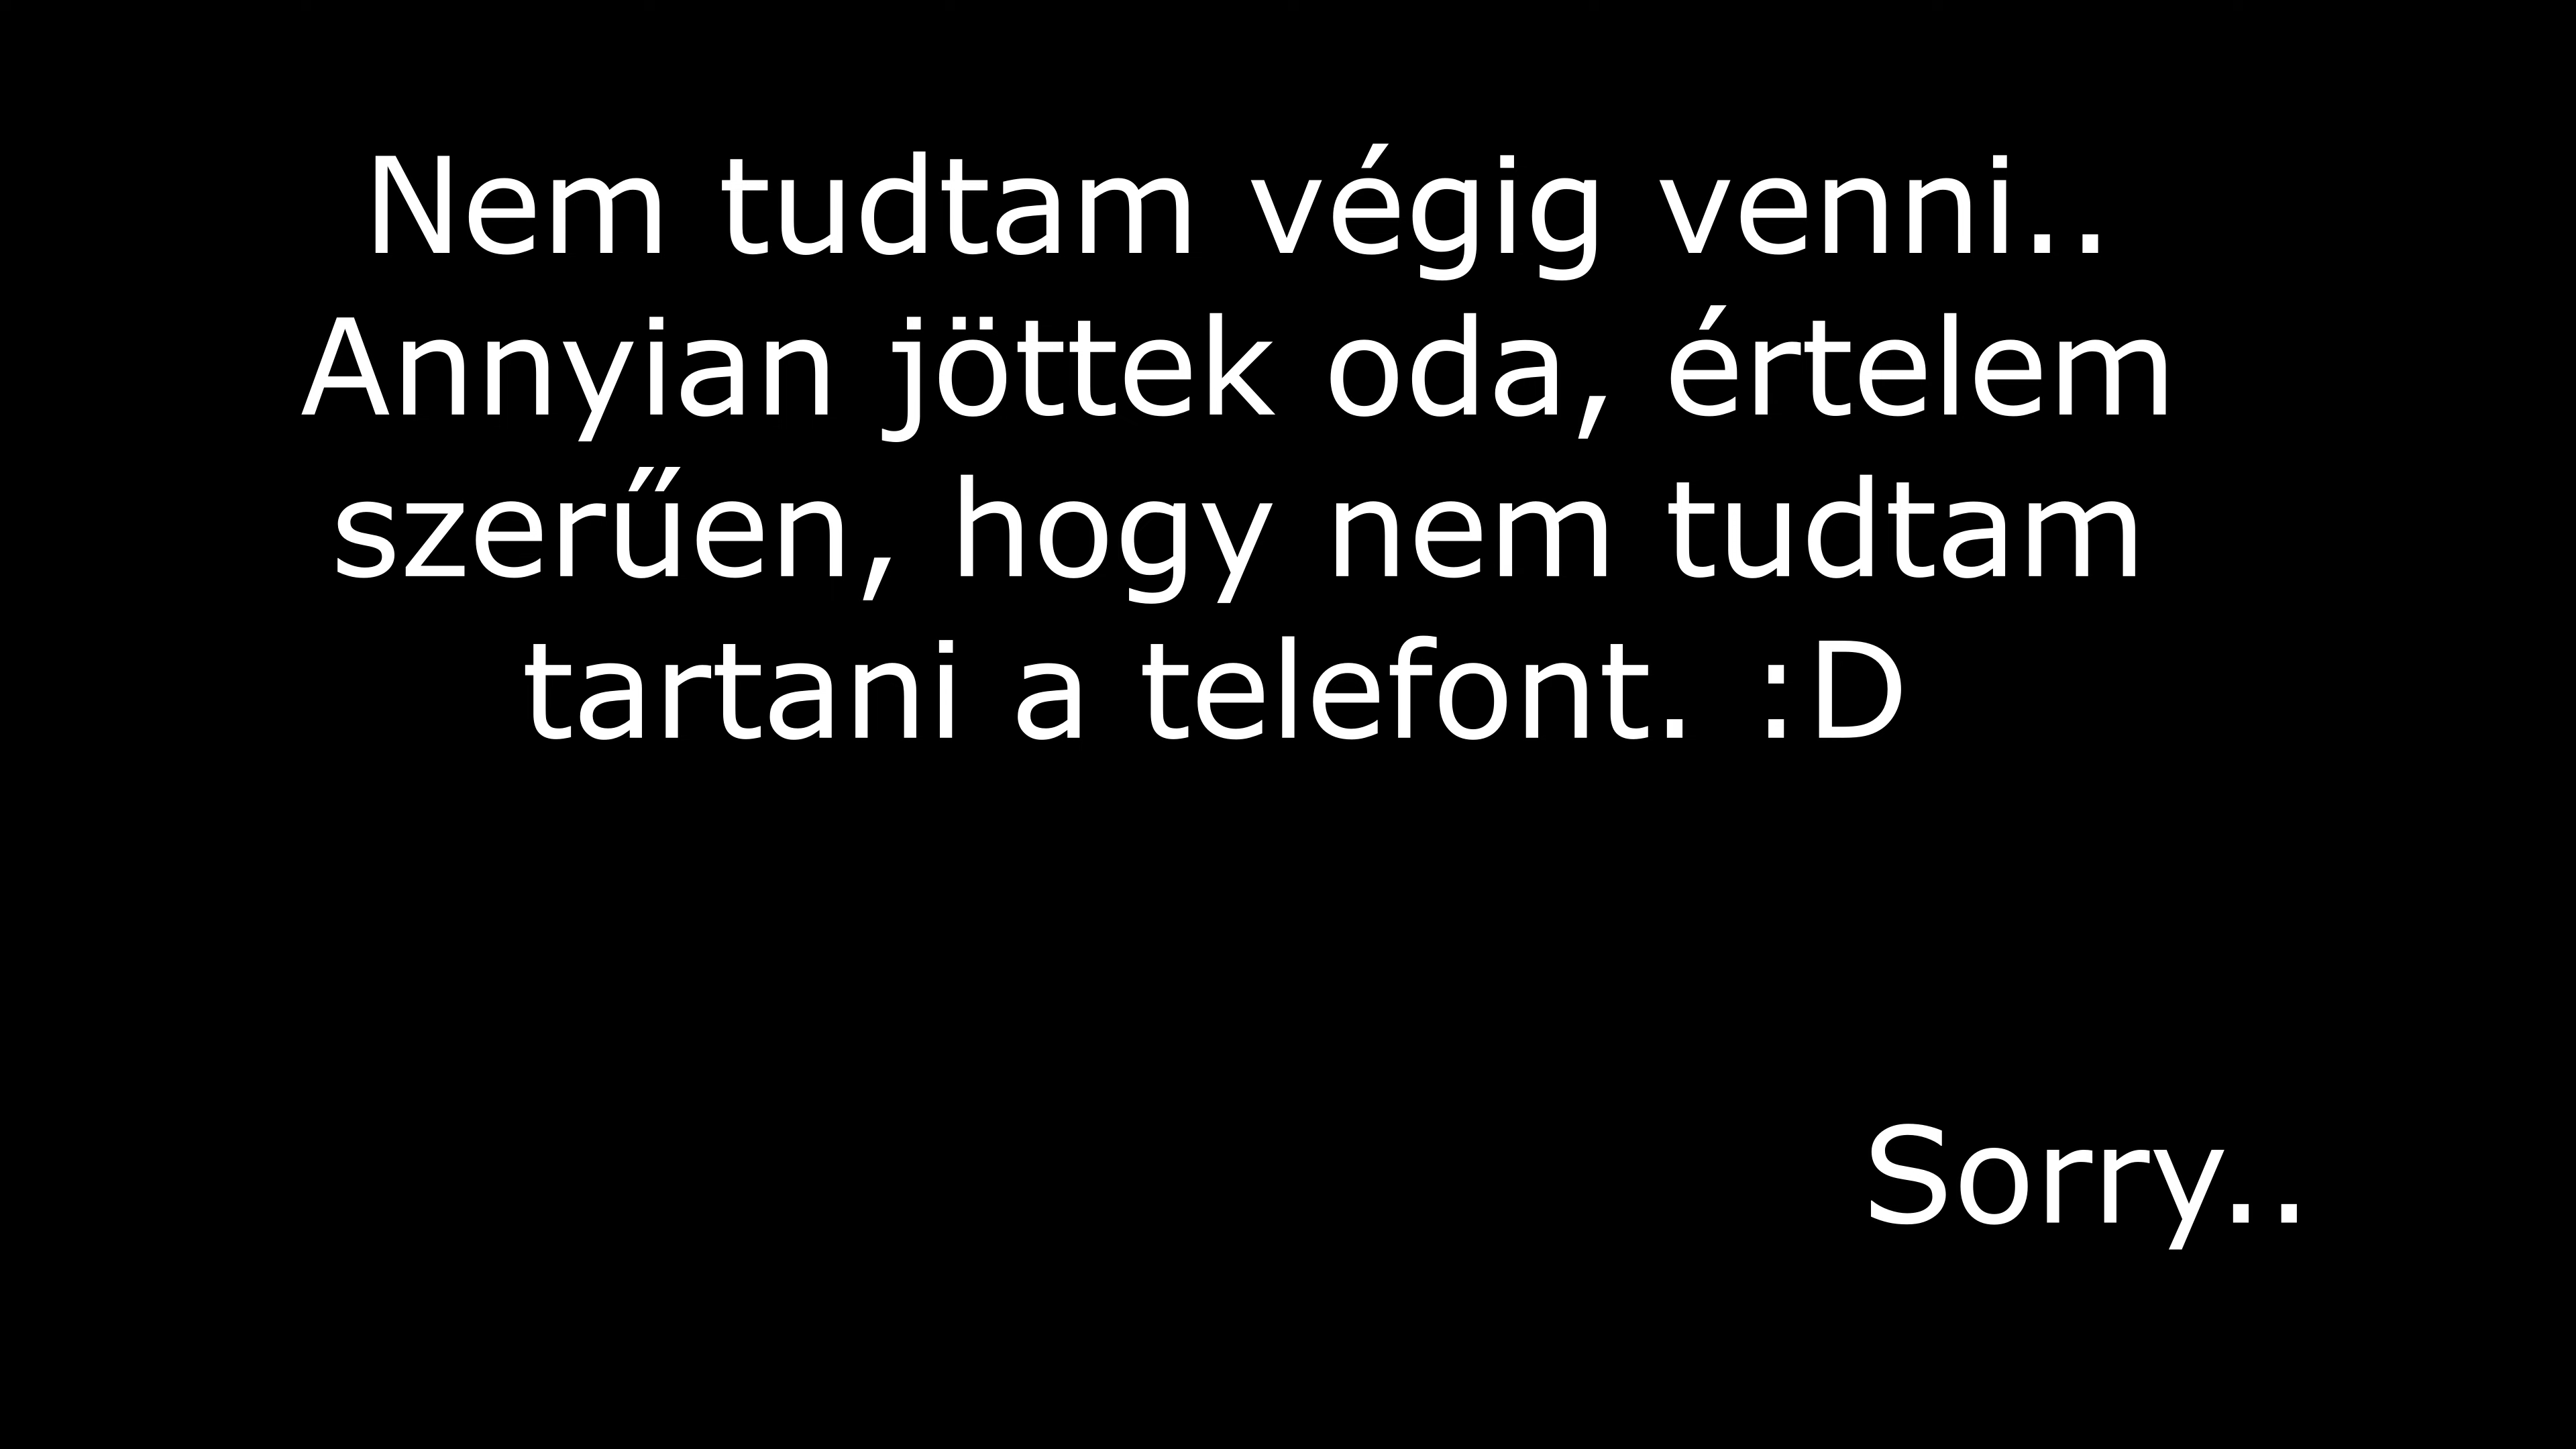 Nem tudtam végig venni..
Annyian jöttek oda, értelem
szerűen, hogy nem tudtam
tartani a telefont. :D
Sorry..